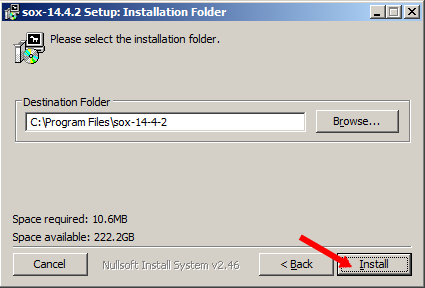 sox-14.4.2 Setup: Installation Folder
Please select the installation folder.
Destination Folder
C:\Program Files\sox-14-4-2
Browse...
Space required: 10.6MB
Space available: 222.2GB
Cancel
Nullsoft Install System v2.46
< Back
Install